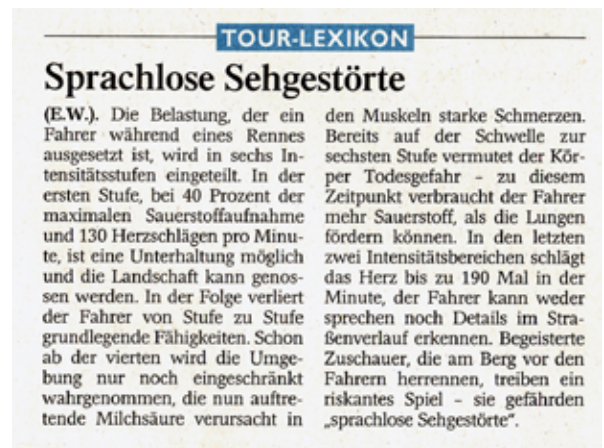 TOUR-LEXIKON
Sprachlose Sehgestörte
(E.W.). Die Belastung, der ein
Fahrer während eines Rennes
ausgesetzt ist, wird in sechs In-
tensitätsstufen eingeteilt. In der
ersten Stufe, bei 40 Prozent der
maximalen Sauerstoffaufnahme
und 130 Herzschlägen pro Minu-
te, ist eine Unterhaltung möglich
und die Landschaft kann genos-
sen werden. In der Folge verliert
der Fahrer von Stufe zu Stufe
grundlegende Fähigkeiten. Schon
ab der vierten wird die Umge-
bung nur noch eingeschränkt
wahrgenommen, die nun auftre-
tende Milchsäure verursacht in
den Muskeln starke Schmerzen.
Bereits auf der Schwelle zur
sechsten Stufe vermutet der Kör-
per Todesgefahr – zu diesem
Zeitpunkt verbraucht der Fahrer
mehr Sauerstoff, als die Lungen
fördern können. In den letzten
zwei Intensitätsbereichen schlägt
das Herz bis zu 190 Mal in der
Minute, der Fahrer kann weder
sprechen noch Details im Stra-
ßenverlauf erkennen. Begeisterte
Zuschauer, die am Berg vor den
Fahrern herrennen, treiben ein
riskantes Spiel – sie gefährden
„sprachlose Sehgestörte“.